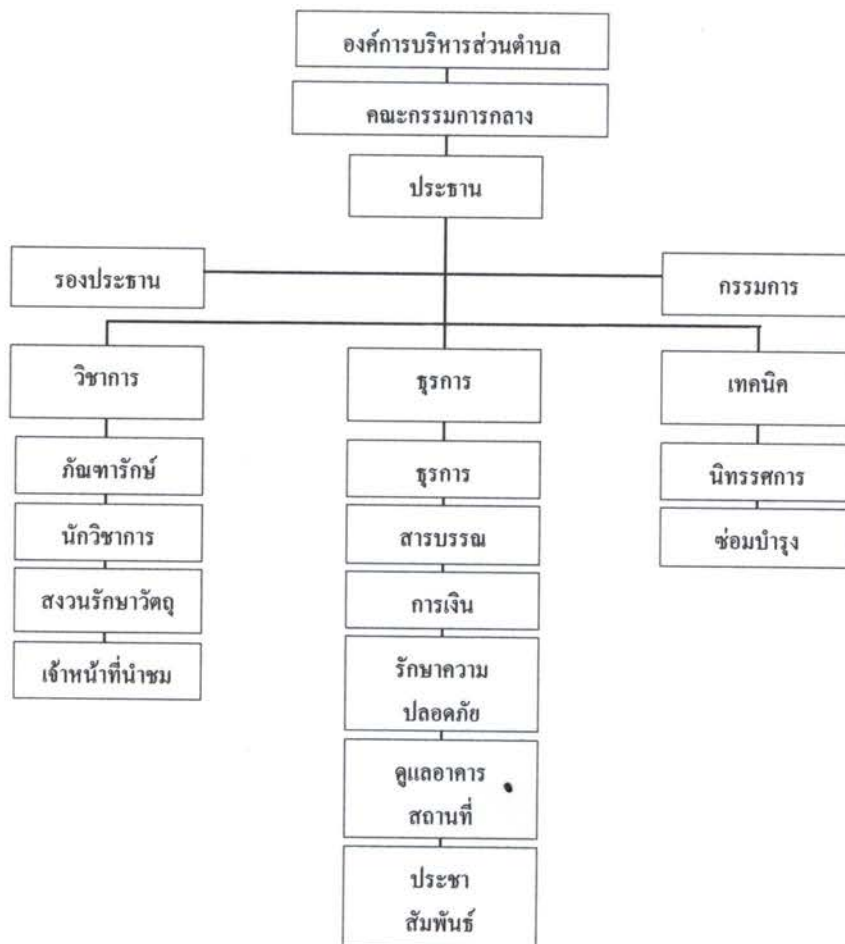 องค์การบริหารส่วนตำบล
คณะกรรมการกลาง
ประธาน
รองประธาน
กรรมการ
วิชาการ
ธุรการ
เทคนิค
ภัณฑารักษ์
ธุรการ
นิทรรศการ
นักวิชาการ
สารบรรณ
ซ่อมบำรุง
สงวนรักษาวัตถุ
การเงิน
เจ้าหน้าที่นำชม
รักษาความ
ปลอดภัย
ดูแลอาคาร
สถานที่
ประชา
สัมพันธ์